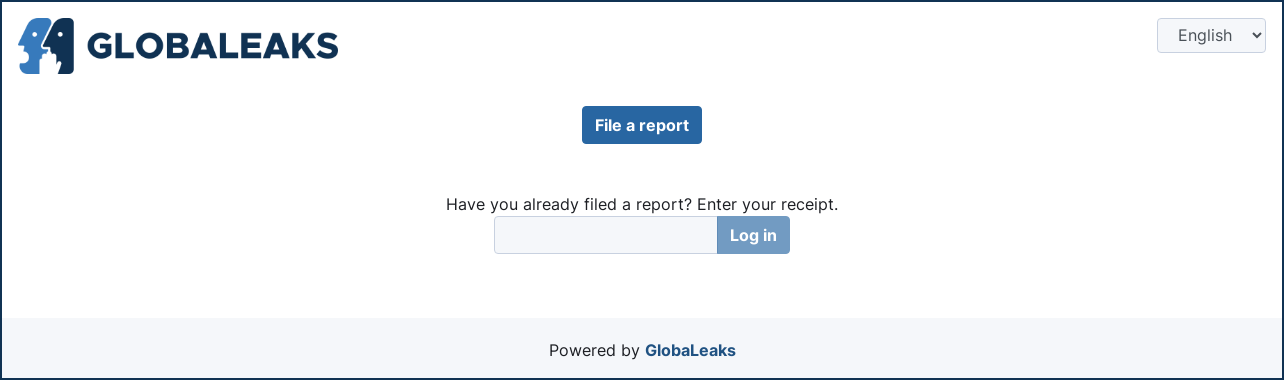 GLOBALEAKS
English
File a report
Have you already filed a report? Enter your receipt.
Log in
Powered by GlobaLeaks